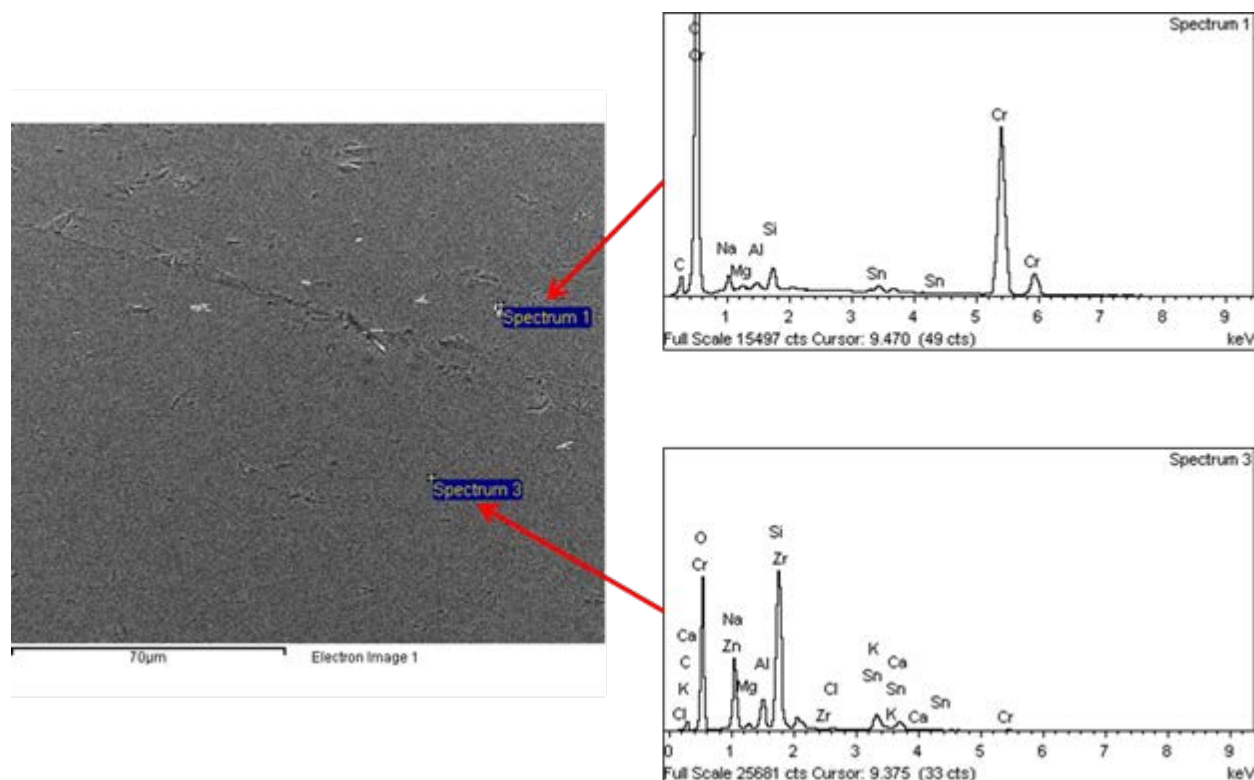 Spectrum 1
O
Cr
Cr
Si
Na
Al
C
Mg
Sn
Sn
Cr
1 2 3 4 5 6 7 8 9
Full Scale 15497 cts Cursor: 9.470 (49 cts)
keV
Spectrum 1
Spectrum 3
70µm
Electron Image 1
Spectrum 3
Si
O
Cr
Zr
Na
K
Ca
Ca
C
Zn
Al
Sn
Sn
K
Mg
Cl
Sn
Cl
Zr
K
Ca
Cr
0 1 2 3 4 5 6 7 8 9
Full Scale 25681 cts Cursor: 9.375 (33 cts)
keV